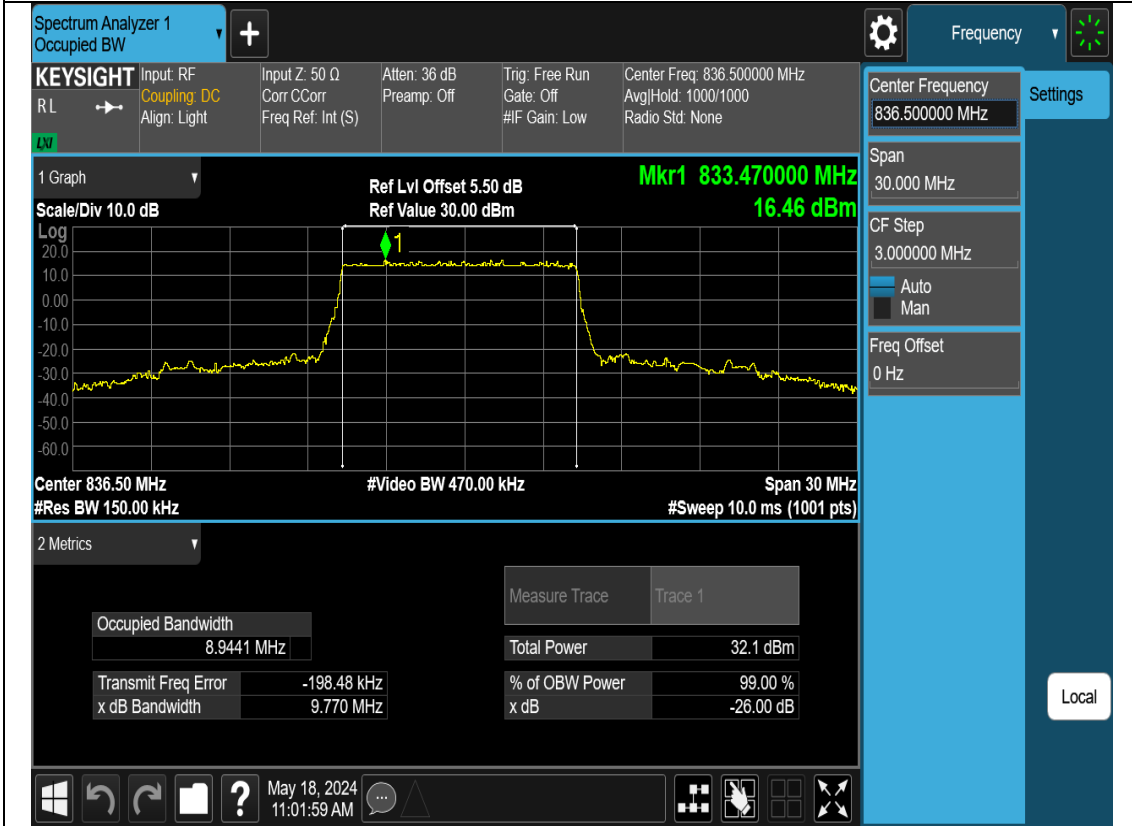 Spectrum Analyzer 1
Occupied BW
+
Frequency
KEYSIGHT
R L
LXI
Input: RF
Coupling: DC
Align: Light
Input Z: 50 Ω
Corr CCorr
Freq Ref: Int (S)
Atten: 36 dB
Preamp: Off
Trig: Free Run
Gate: Off
#IF Gain: Low
Center Freq: 836.500000 MHz
Avg|Hold: 1000/1000
Radio Std: None
Center Frequency
836.500000 MHz
Settings
Span
30.000 MHz
CF Step
3.000000 MHz
Auto
Man
Freq Offset
0 Hz
Local
1 Graph
Scale/Div 10.0 dB
Ref Lvl Offset 5.50 dB
Ref Value 30.00 dBm
Mkr1 833.470000 MHz
16.46 dBm
Log
1
20.0
10.0
0.00
-10.0
-20.0
-30.0
-40.0
-50.0
-60.0
Center 836.50 MHz
#Video BW 470.00 kHz
Span 30 MHz
#Res BW 150.00 kHz
#Sweep 10.0 ms (1001 pts)
2 Metrics
Measure Trace Trace 1
Occupied Bandwidth
8.9441 MHz
Total Power 32.1 dBm
Transmit Freq Error -198.48 kHz
% of OBW Power 99.00 %
x dB Bandwidth 9.770 MHz
x dB -26.00 dB
?
May 18, 2024
11:01:59 AM